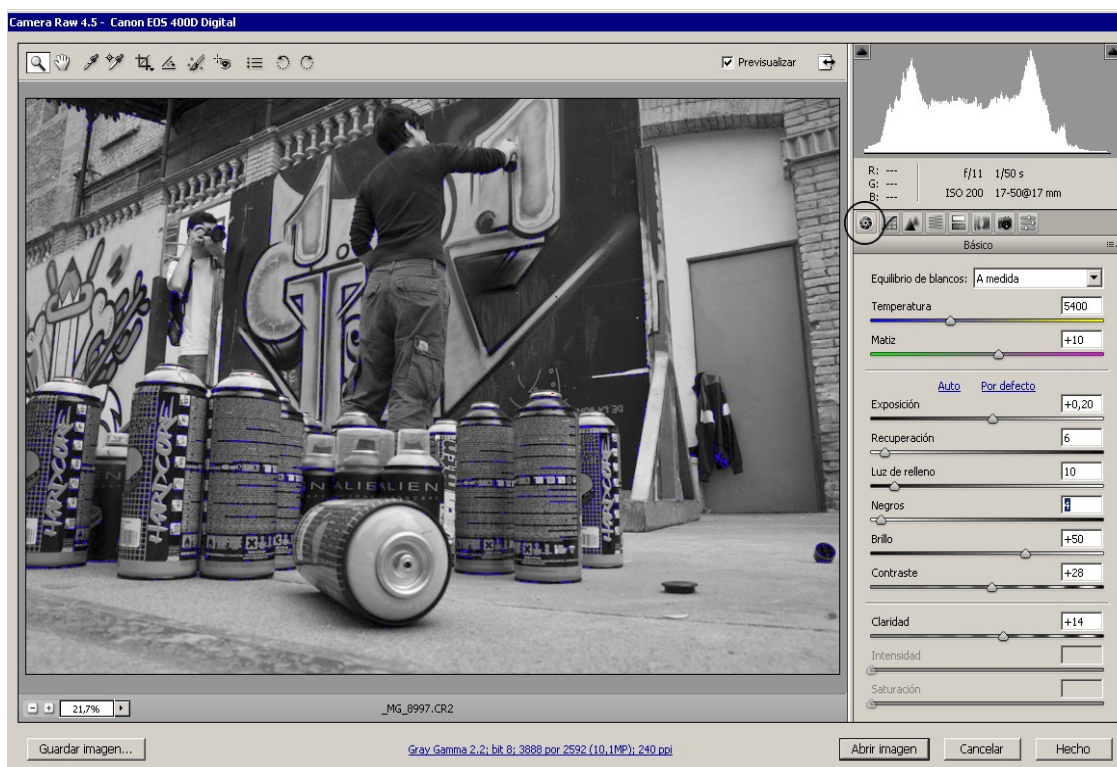 Camera Raw 4.5 - Canon EOS 400D Digital
Previsualizar
R: ---
G: ---
B: ---
f/11 1/50 s
ISO 200 17-50@17 mm
Básico
Equilibrio de blancos: A medida
Temperatura 5400
Matiz +10
Auto Por defecto
Exposición +0,20
Recuperación 6
Luz de relleno 10
Negros 4
Brillo +50
Contraste +28
Claridad +14
Intensidad
Saturación
HARDCORE
HARDCORE
HARDCORE
ALIEN
ALIEN
21,7%
_MG_8997.CR2
Guardar imagen...
Gray Gamma 2.2; bit 8; 3888 por 2592 (10,1MP); 240 ppi
Abrir imagen
Cancelar
Hecho